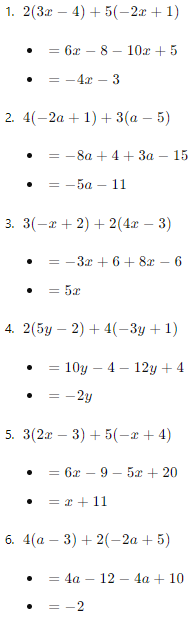 1. 2(3x − 4) + 5(−2x + 1)
• = 6x − 8 − 10x + 5
• = −4x − 3
2. 4(−2a + 1) + 3(a − 5)
• = −8a + 4 + 3a − 15
• = −5a − 11
3. 3(−x + 2) + 2(4x − 3)
• = −3x + 6 + 8x − 6
• = 5x
4. 2(5y − 2) + 4(−3y + 1)
• = 10y − 4 − 12y + 4
• = −2y
5. 3(2x − 3) + 5(−x + 4)
• = 6x − 9 − 5x + 20
• = x + 11
6. 4(a − 3) + 2(−2a + 5)
• = 4a − 12 − 4a + 10
• = −2